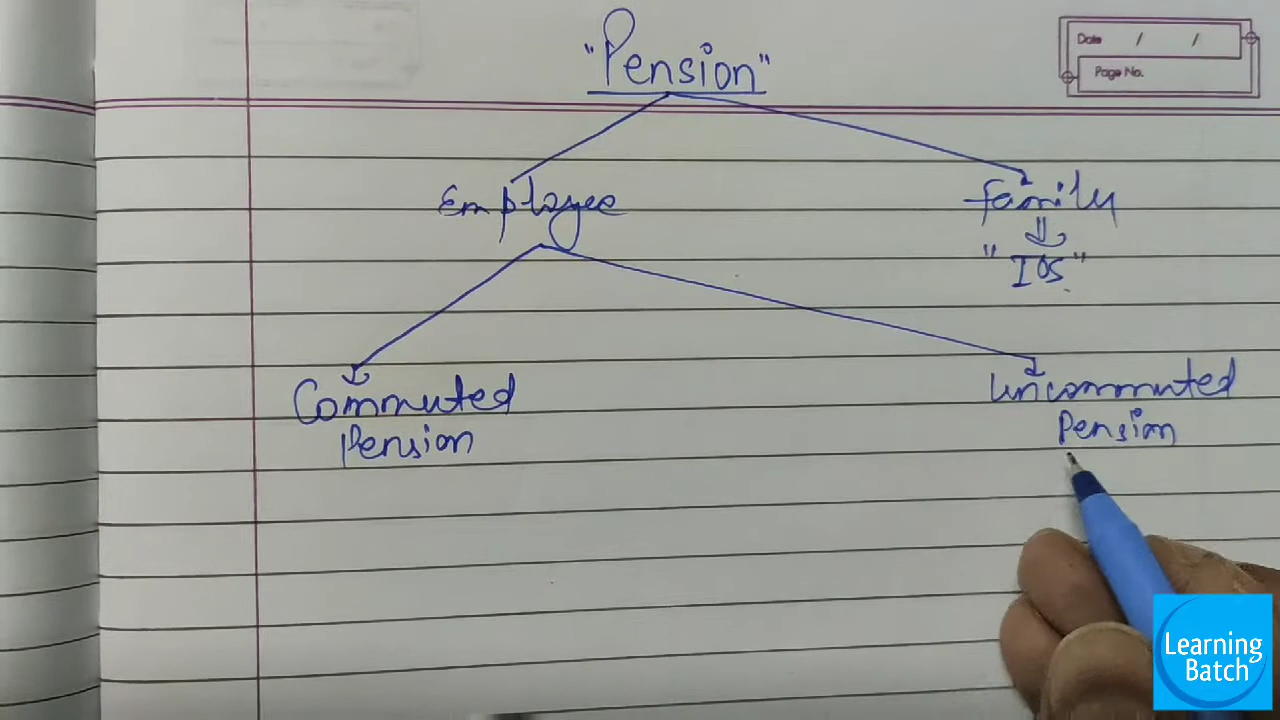 "Pension"
Date / /
Page No.
Employee
family
"IOS"
Commuted
Pension
Uncommuted
Pension
Learning
Batch